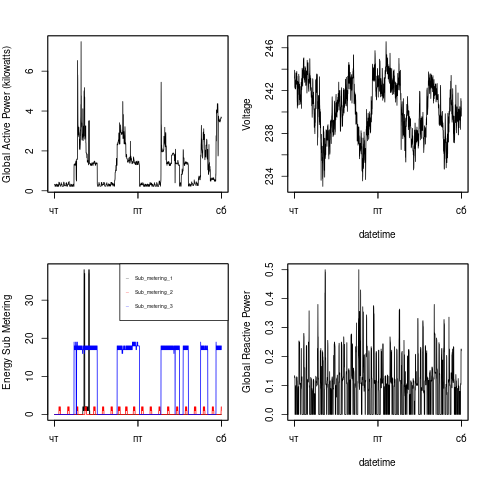 Global Active Power (kilowatts)
0 2 4 6
чт пт сб
Voltage
234 238 242 246
чт пт сб
datetime
Energy Sub Metering
0 10 20 30
Sub_metering_1
Sub_metering_2
Sub_metering_3
чт пт сб
Global Reactive Power
0.0 0.1 0.2 0.3 0.4 0.5
чт пт сб
datetime